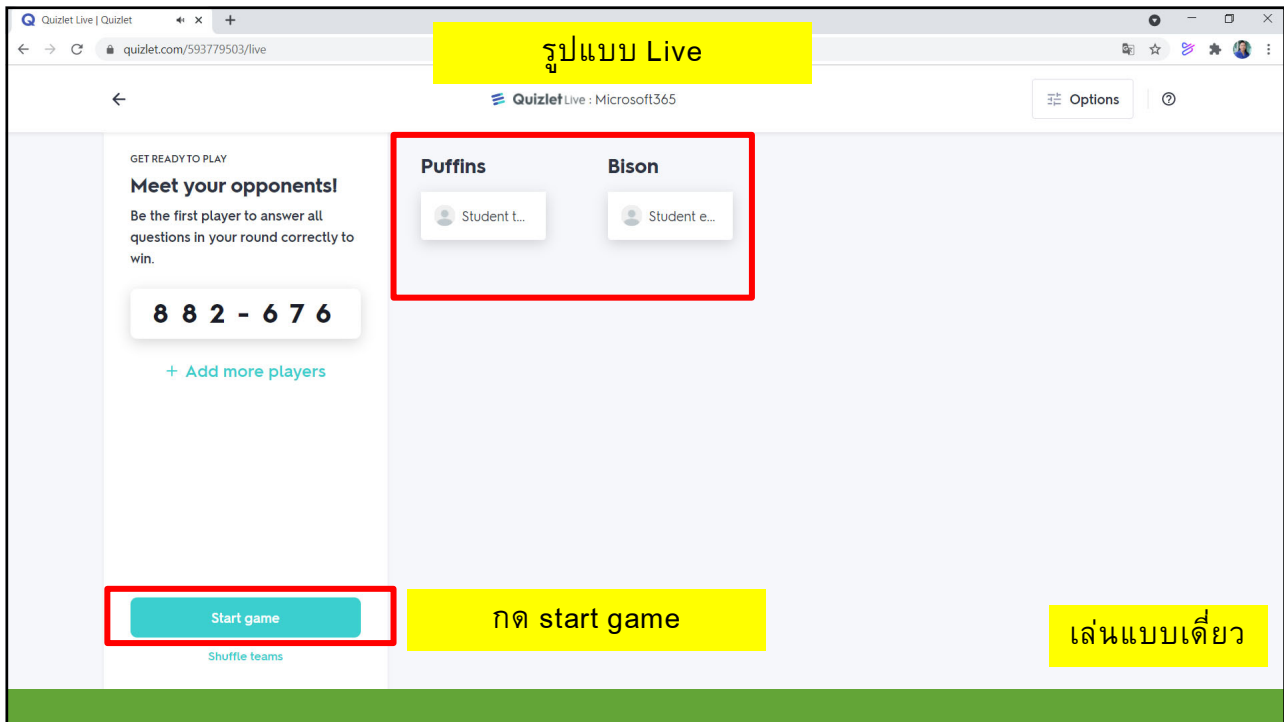 Quizlet Live | Quizlet
quizlet.com/593779503/live
รูปแบบ Live
Quizlet Live : Microsoft365
Options
GET READY TO PLAY
Meet your opponents!
Be the first player to answer all
questions in your round correctly to
win.
882-676
+ Add more players
Puffins
Bison
Student t...
Student e...
Start game
Shuffle teams
กด start game
เล่นแบบเดี่ยว